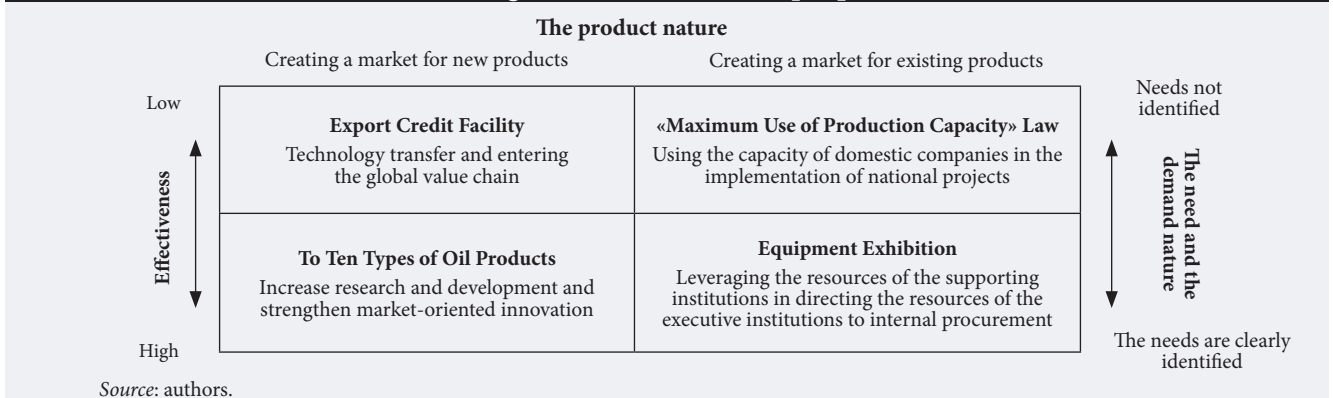 The product nature
Creating a market for new products
Creating a market for existing products
Low
Needs not
identified
Export Credit Facility
Technology transfer and entering
the global value chain
«Maximum Use of Production Capacity» Law
Using the capacity of domestic companies in the
implementation of national projects
Effectiveness
The need and the
demand nature
To Ten Types of Oil Products
Increase research and development and
strengthen market-oriented innovation
Equipment Exhibition
Leveraging the resources of the supporting
institutions in directing the resources of the
executive institutions to internal procurement
High
The needs are clearly
identified
Source: authors.